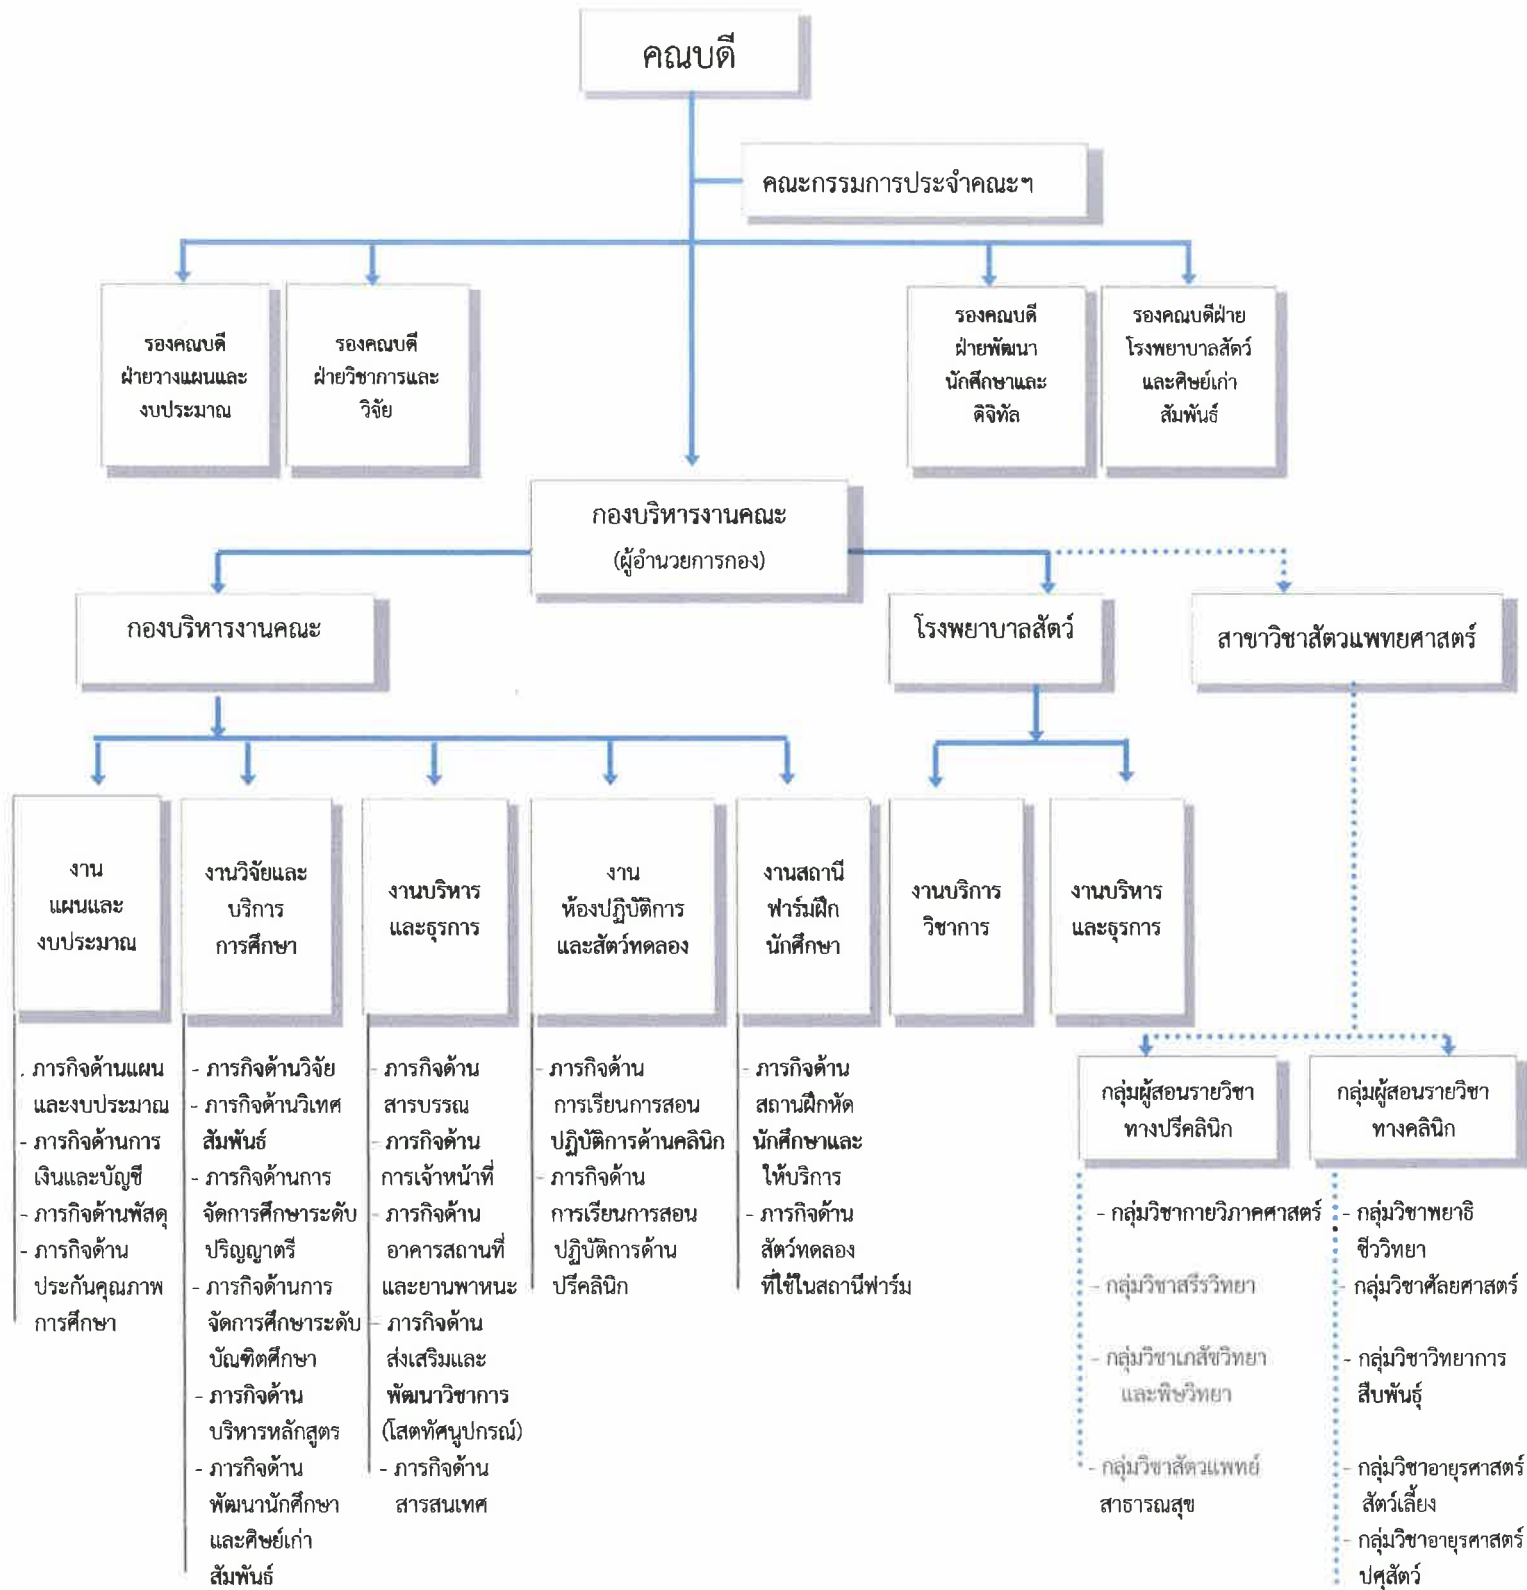 คณบดี
คณะกรรมการประจำคณะฯ
รองคณบดี
ฝ่ายวางแผนและ
งบประมาณ
รองคณบดี
ฝ่ายวิชาการและ
วิจัย
รองคณบดี
ฝ่ายพัฒนา
นักศึกษาและ
ดิจิทัล
รองคณบดีฝ่าย
โรงพยาบาลสัตว์
และศิษย์เก่า
สัมพันธ์
กองบริหารงานคณะ
(ผู้อำนวยการกอง)
กองบริหารงานคณะ
โรงพยาบาลสัตว์
สาขาวิชาสัตวแพทยศาสตร์
งาน
แผนและ
งบประมาณ
งานวิจัยและ
บริการ
การศึกษา
งานบริหาร
และธุรการ
งาน
ห้องปฏิบัติการ
และสัตว์ทดลอง
งานสถานี
ฟาร์มฝึก
นักศึกษา
งานบริการ
วิชาการ
งานบริหาร
และธุรการ
- ภารกิจด้านแผน
และงบประมาณ
- ภารกิจด้านการ
เงินและบัญชี
- ภารกิจด้านพัสดุ
- ภารกิจด้าน
ประกันคุณภาพ
การศึกษา
- ภารกิจด้านวิจัย
- ภารกิจด้านวิเทศ
สัมพันธ์
- ภารกิจด้านการ
จัดการศึกษาระดับ
ปริญญาตรี
- ภารกิจด้านการ
จัดการศึกษาระดับ
บัณฑิตศึกษา
- ภารกิจด้าน
บริหารหลักสูตร
- ภารกิจด้าน
พัฒนานักศึกษา
และศิษย์เก่า
สัมพันธ์
- ภารกิจด้าน
สารบรรณ
- ภารกิจด้าน
การเจ้าหน้าที่
- ภารกิจด้าน
อาคารสถานที่
และยานพาหนะ
- ภารกิจด้าน
ส่งเสริมและ
พัฒนาวิชาการ
(โสตทัศนูปกรณ์)
- ภารกิจด้าน
สารสนเทศ
- ภารกิจด้าน
การเรียนการสอน
ปฏิบัติการด้านคลินิก
- ภารกิจด้าน
การเรียนการสอน
ปฏิบัติการด้าน
ปรีคลินิก
- ภารกิจด้าน
สถานฝึกหัด
นักศึกษาและ
ให้บริการ
- ภารกิจด้าน
สัตว์ทดลอง
ที่ใช้ในสถานีฟาร์ม
กลุ่มผู้สอนรายวิชา
ทางปรีคลินิก
- กลุ่มวิชากายวิภาคศาสตร์
- กลุ่มวิชาสรีรวิทยา
- กลุ่มวิชาเภสัชวิทยา
และพิษวิทยา
- กลุ่มวิชาสัตวแพทย์
สาธารณสุข
กลุ่มผู้สอนรายวิชา
ทางคลินิก
- กลุ่มวิชาพยาธิ
ชีววิทยา
- กลุ่มวิชาศัลยศาสตร์
- กลุ่มวิชาวิทยาการ
สืบพันธุ์
- กลุ่มวิชาอายุรศาสตร์
สัตว์เลี้ยง
- กลุ่มวิชาอายุรศาสตร์
ปศุสัตว์